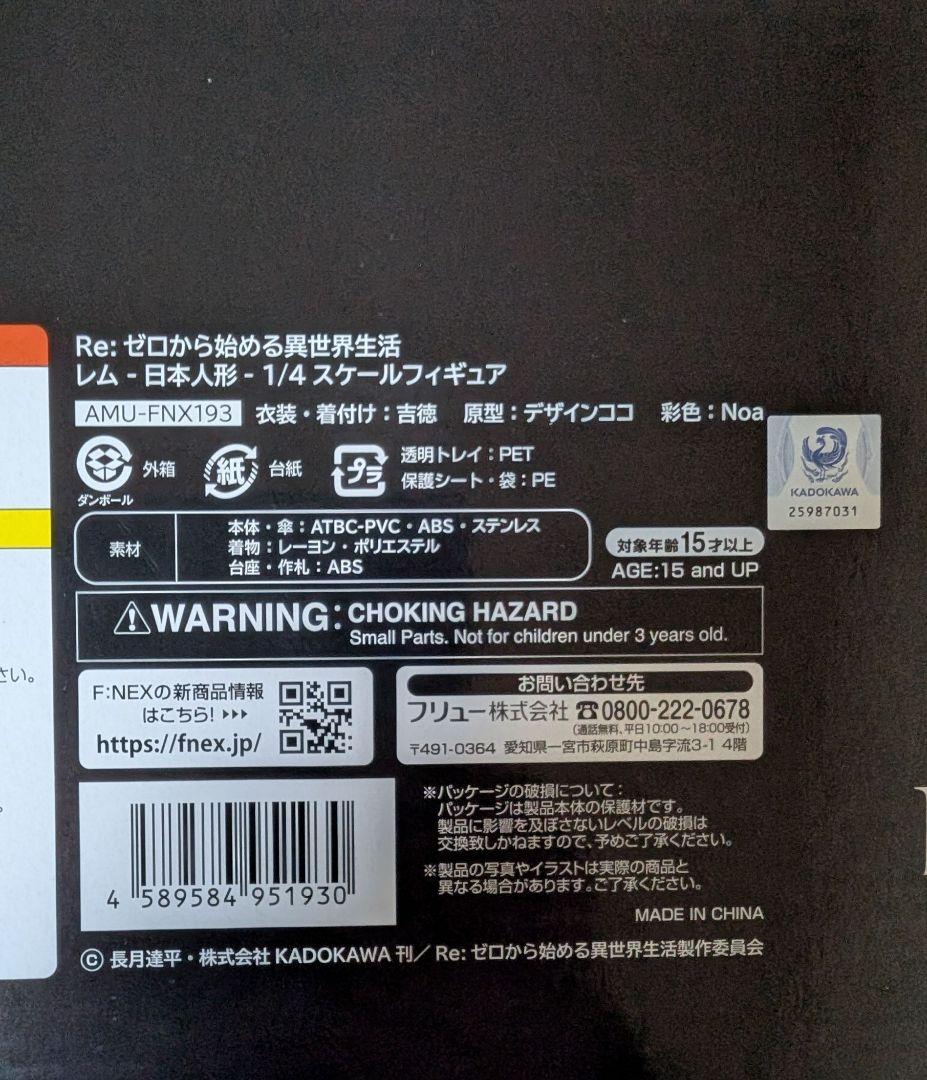 Re: ゼロから始める異世界生活
レム - 日本人形 - 1/4 スケールフィギュア
AMU-FNX193 衣装・着付け：吉徳 原型：デザインココ 彩色：Noa
ダンボール 外箱 紙 台紙 プラ 透明トレイ：PET
保護シート・袋：PE
KADOKAWA
25987031
素材
本体・傘：ATBC-PVC・ABS・ステンレス
着物：レーヨン・ポリエステル
台座・作札：ABS
対象年齢15才以上
AGE:15 and UP
WARNING: CHOKING HAZARD
Small Parts. Not for children under 3 years old.
さい。
F:NEXの新商品情報
はこちら!
https://fnex.jp/
お問い合わせ先
フリュー株式会社 ☎0800-222-0678
(通話無料、平日10:00～18:00受付)
〒491-0364 愛知県一宮市萩原町中島字流3-1 4階
4 589584 951930
※パッケージの破損について：
パッケージは製品本体の保護材です。
製品に影響を及ぼさないレベルの破損は
交換致しかねますので、予めご了承ください。
※製品の写真やイラストは実際の商品と
異なる場合があります。ご了承ください。
MADE IN CHINA
© 長月達平・株式会社 KADOKAWA 刊／ Re: ゼロから始める異世界生活製作委員会